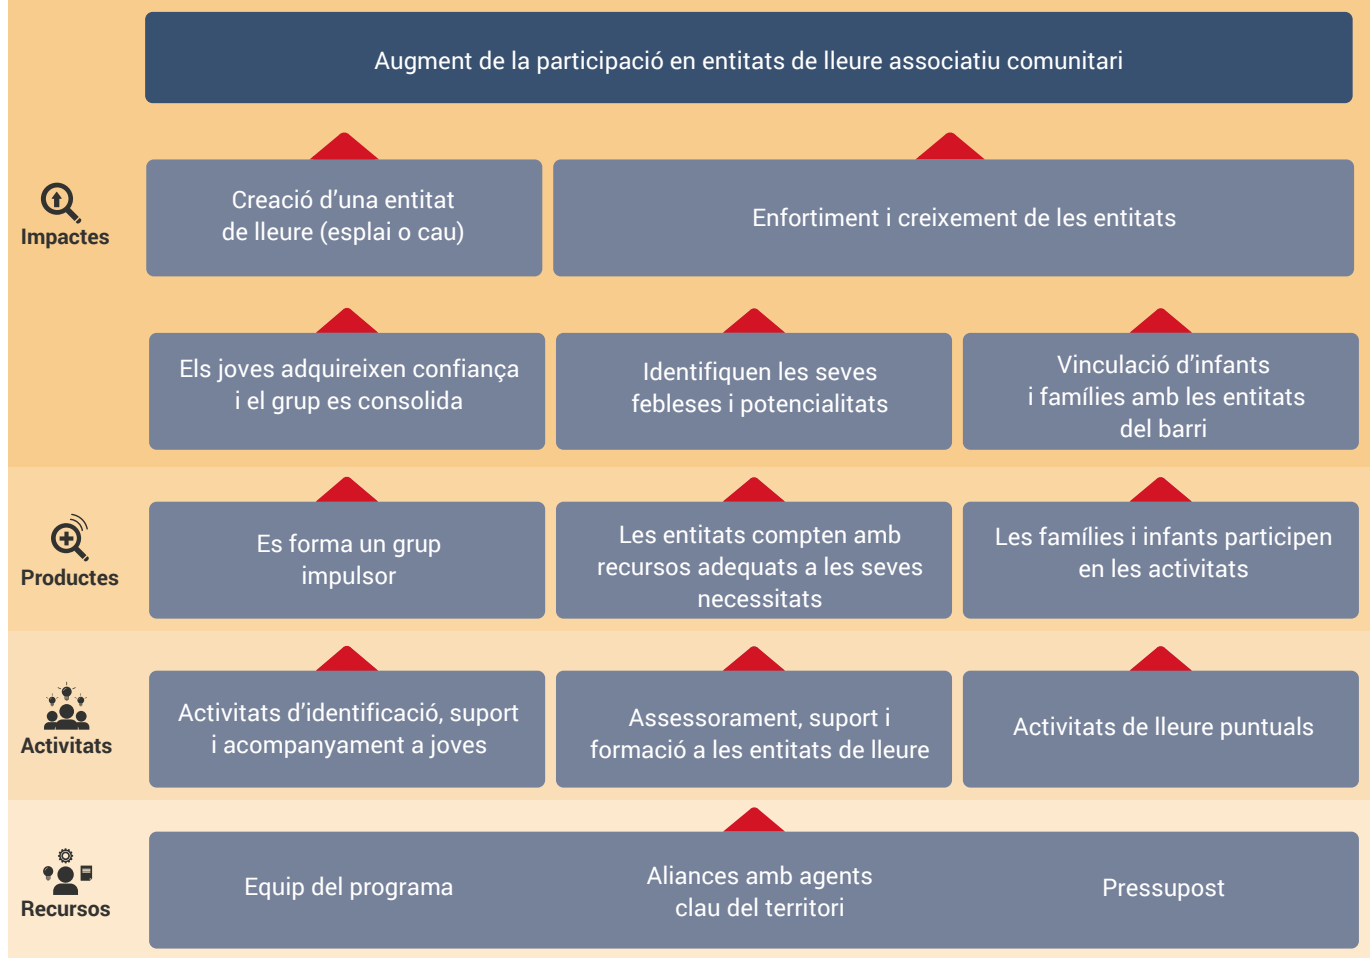 Augment de la participació en entitats de lleure associatiu comunitari
Impactes
Creació d’una entitat
de lleure (esplai o cau)
Enfortiment i creixement de les entitats
Els joves adquireixen confiança
i el grup es consolida
Identifiquen les seves
febleses i potencialitats
Vinculació d’infants
i famílies amb les entitats
del barri
Productes
Es forma un grup
impulsor
Les entitats compten amb
recursos adequats a les seves
necessitats
Les famílies i infants participen
en les activitats
Activitats
Activitats d’identificació, suport
i acompanyament a joves
Assessorament, suport i
formació a les entitats de lleure
Activitats de lleure puntuals
Recursos
Equip del programa
Aliances amb agents
clau del territori
Pressupost